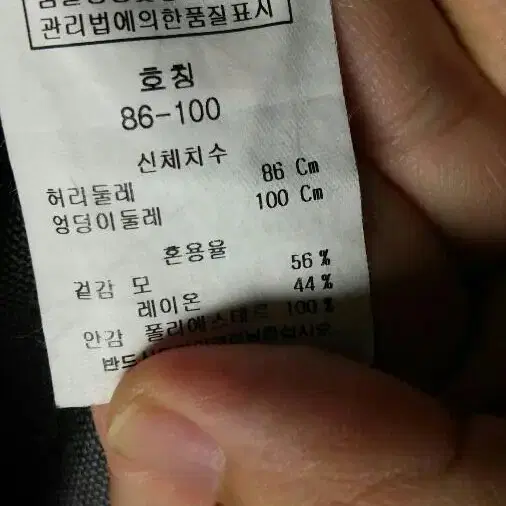 관리법에의한품질표시
호칭
86-100
신체치수
허리둘레 86 Cm
엉덩이둘레 100 Cm
혼용율
겉감 모 56 %
레이온 44 %
안감 폴리에스테르 100 %